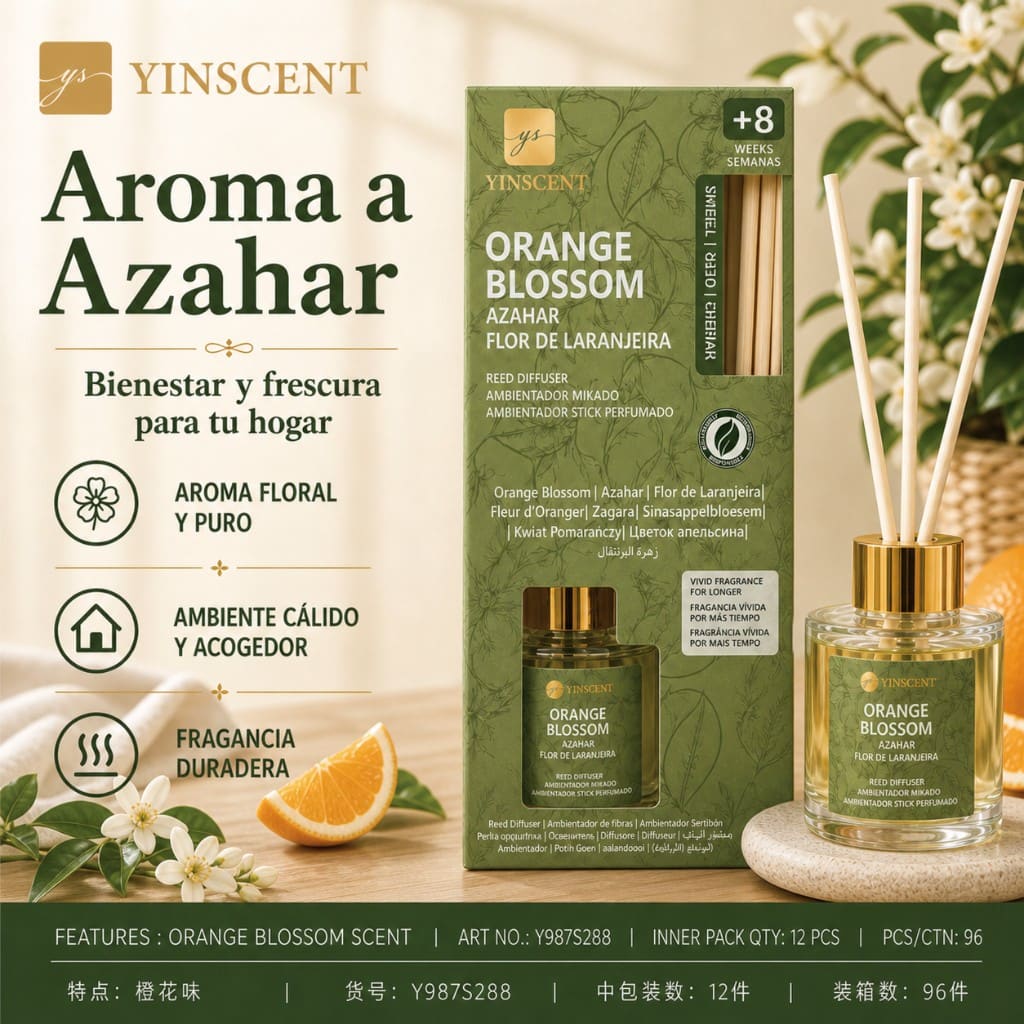 ys YINSCENT
Aroma a
Azahar
Bienestar y frescura
para tu hogar
AROMA FLORAL
Y PURO
AMBIENTE CÁLIDO
Y ACOGEDOR
FRAGANCIA
DURADERA
ys
YINSCENT
+8
WEEKS
SEMANAS
ORANGE
BLOSSOM
AZAHAR
FLOR DE LARANJEIRA
REED DIFFUSER
AMBIENTADOR MIKADO
AMBIENTADOR STICK PERFUMADO
Orange Blossom | Azahar | Flor de Laranjeira|
Fleur d'Oranger| Zagara| Sinasappelbloesem|
| Kwiat Pomarańczy| Цветок апельсина|
زهرة البرتقال
VIVID FRAGRANCE
FOR LONGER
FRAGANCIA VÍVIDA
POR MÁS TIEMPO
FRAGRÂNCIA VÍVIDA
POR MAIS TEMPO
YINSCENT
ORANGE
BLOSSOM
AZAHAR
FLOR DE LARANJEIRA
REED DIFFUSER
AMBIENTADOR MIKADO
AMBIENTADOR STICK PERFUMADO
Reed Diffuser | Ambientador de fibras | Ambientador Sertibón
Ambientador | Potih Goen | aalandoooi |
ys YINSCENT
ORANGE
BLOSSOM
AZAHAR
FLOR DE LARANJEIRA
REED DIFFUSER
AMBIENTADOR MIKADO
AMBIENTADOR STICK PERFUMADO
FEATURES : ORANGE BLOSSOM SCENT | ART NO.: Y987S288 | INNER PACK QTY: 12 PCS | PCS/CTN: 96
特点：橙花味 | 货号：Y987S288 | 中包装数：12件 | 装箱数：96件